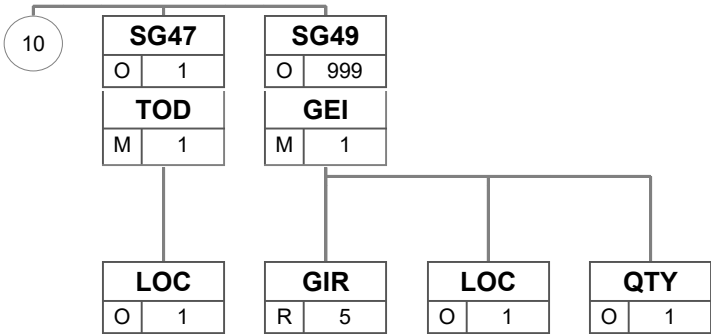 10
SG47 SG49
O 1 O 999
TOD GEI
M 1 M 1
LOC GIR LOC QTY
O 1 R 5 O 1 O 1